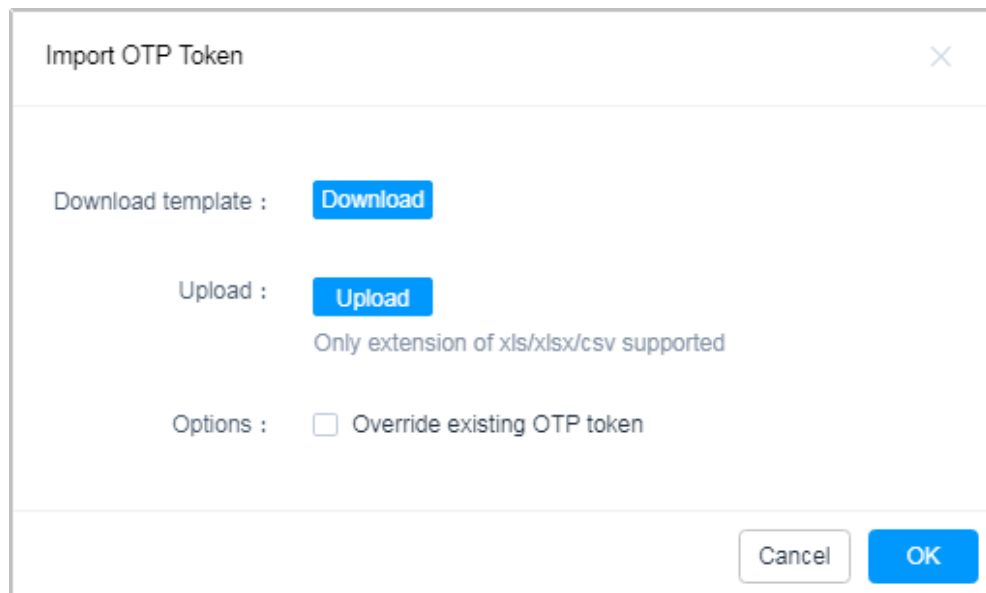 Import OTP Token
Download template : Download
Upload : Upload
Only extension of xls/xlsx/csv supported
Options : Override existing OTP token
Cancel OK